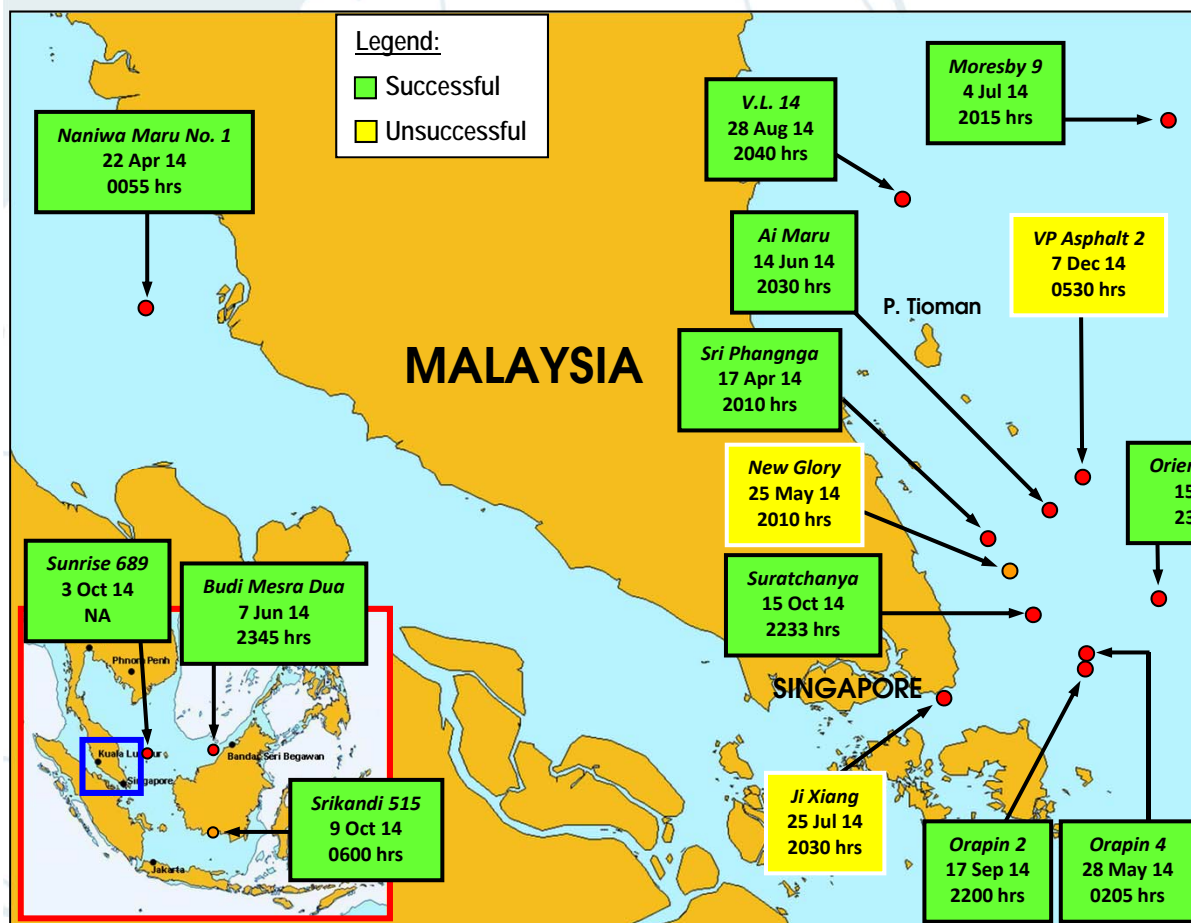 Legend:
Successful
Unsuccessful
Moresby 9
4 Jul 14
2015 hrs
V.L. 14
28 Aug 14
2040 hrs
Naniwa Maru No. 1
22 Apr 14
0055 hrs
Ai Maru
14 Jun 14
2030 hrs
VP Asphalt 2
7 Dec 14
0530 hrs
P. Tioman
MALAYSIA
Sri Phangnga
17 Apr 14
2010 hrs
New Glory
25 May 14
2010 hrs
Orien
15
23
Sunrise 689
3 Oct 14
NA
Budi Mesra Dua
7 Jun 14
2345 hrs
Suratchanya
15 Oct 14
2233 hrs
SINGAPORE
Phnom Penh
Kuala Lumpur
Bandar Seri Begawan
Singapore
Jakarta
Srikandi 515
9 Oct 14
0600 hrs
Ji Xiang
25 Jul 14
2030 hrs
Orapin 2
17 Sep 14
2200 hrs
Orapin 4
28 May 14
0205 hrs